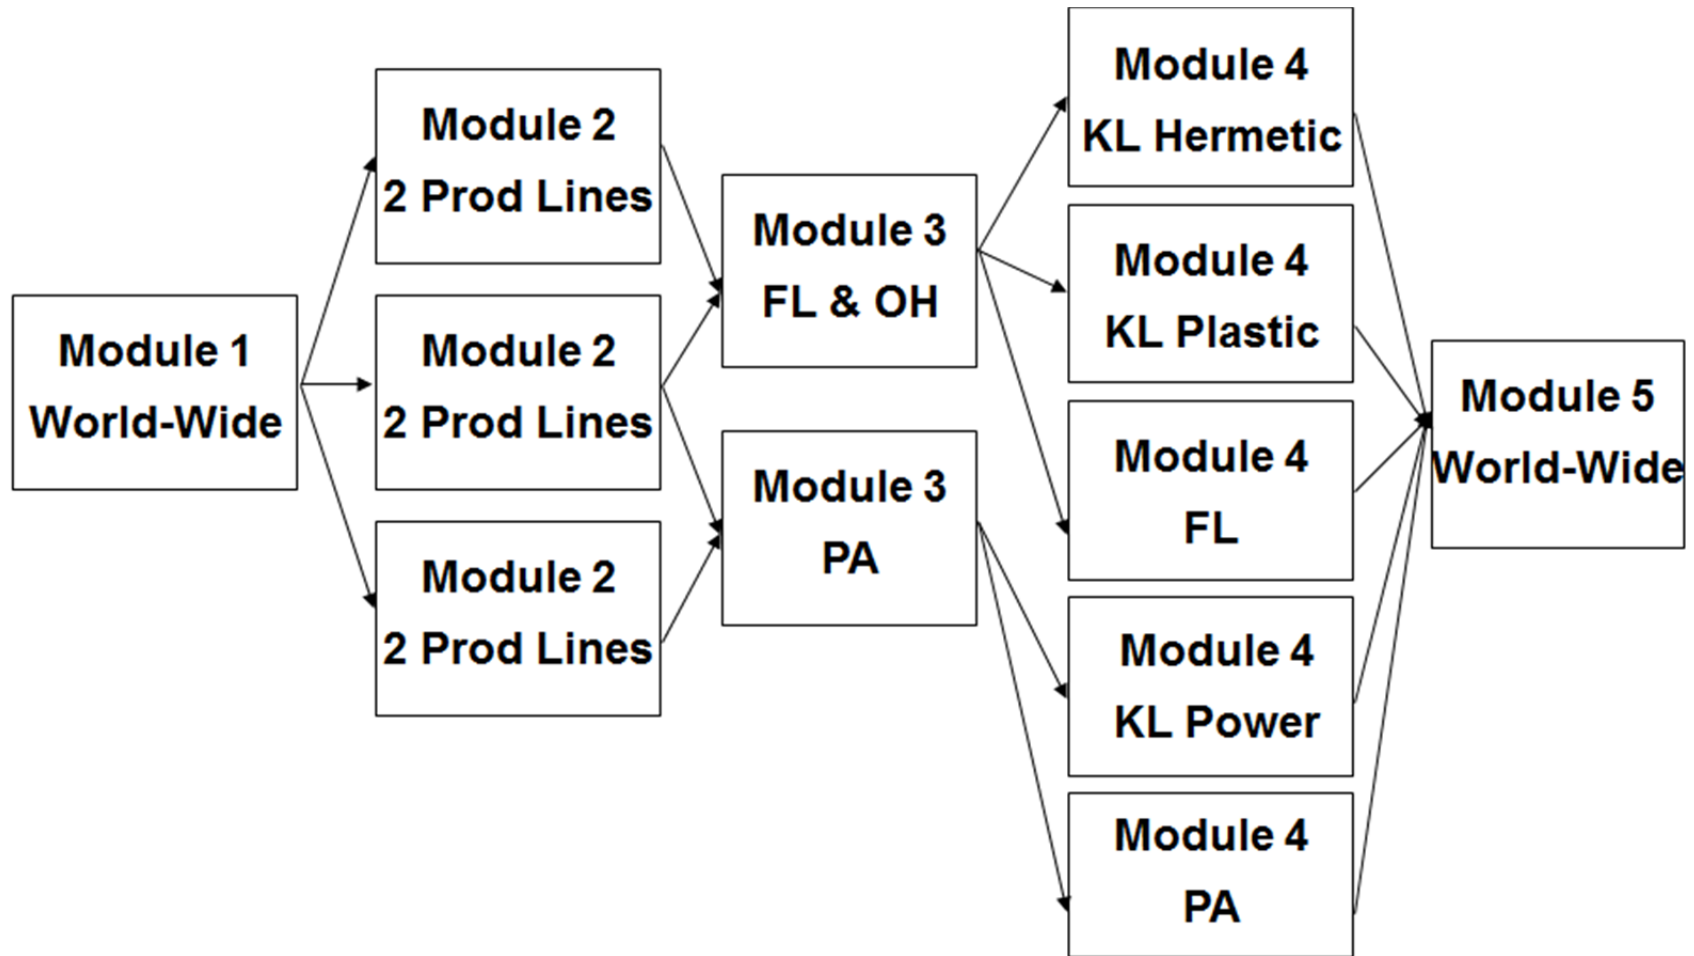 Module 1
World-Wide
Module 2
2 Prod Lines
Module 2
2 Prod Lines
Module 2
2 Prod Lines
Module 3
FL & OH
Module 3
PA
Module 4
KL Hermetic
Module 4
KL Plastic
Module 4
FL
Module 4
KL Power
Module 4
PA
Module 5
World-Wide